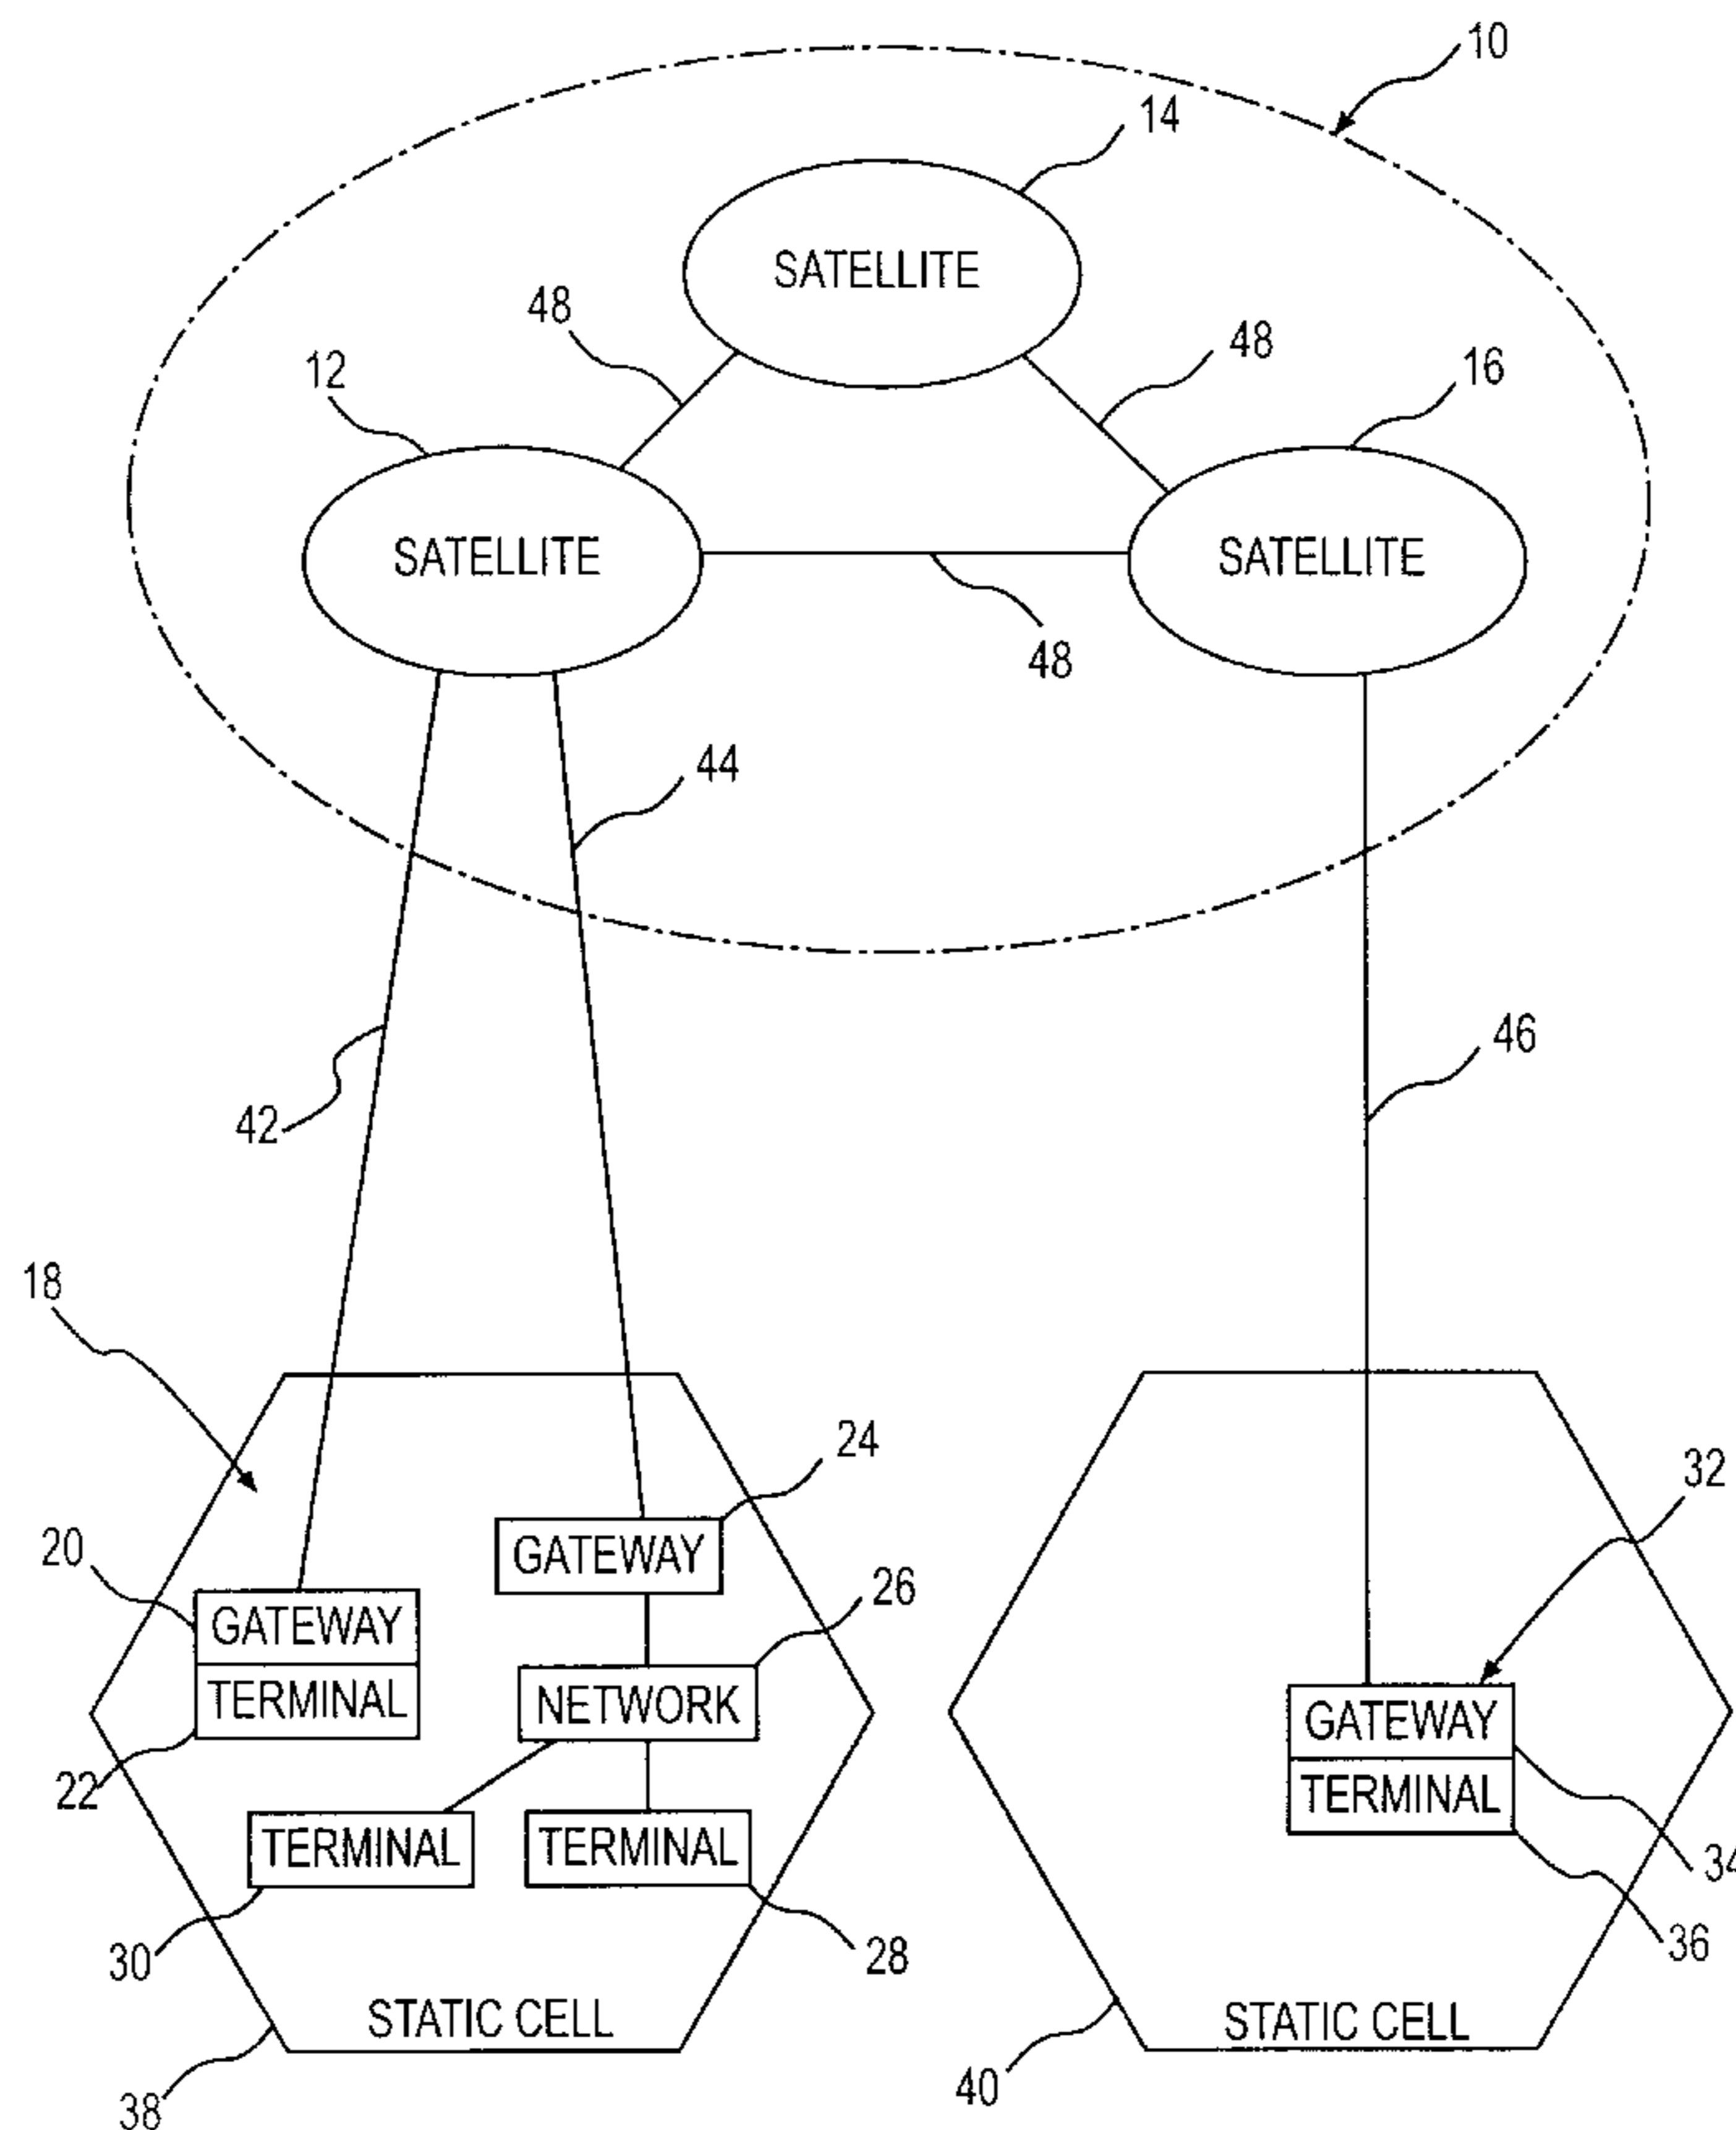 10
14
SATELLITE
48
48
12
16
SATELLITE
SATELLITE
48
44
46
42
18
24
32
20
GATEWAY
26
GATEWAY
TERMINAL
NETWORK
GATEWAY
22
TERMINAL
TERMINAL
TERMINAL
34
30
28
36
STATIC CELL
STATIC CELL
40
38